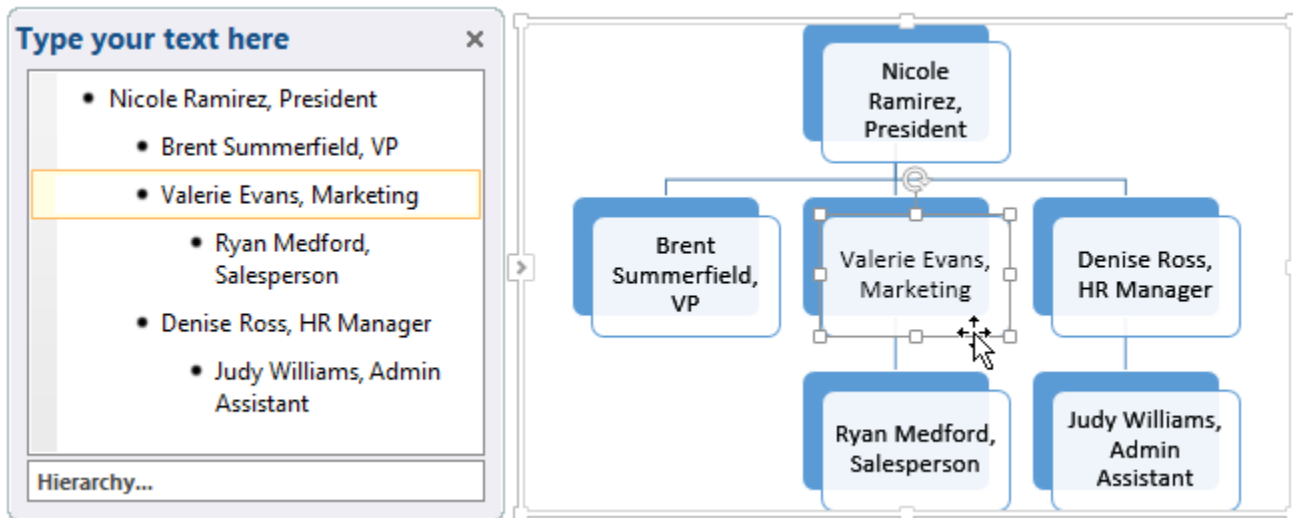 Type your text here
Nicole Ramirez, President
Brent Summerfield, VP
Valerie Evans, Marketing
Ryan Medford,
Salesperson
Denise Ross, HR Manager
Judy Williams, Admin
Assistant
Hierarchy...
Nicole
Ramirez,
President
Brent
Summerfield,
VP
Valerie Evans,
Marketing
Denise Ross,
HR Manager
Ryan Medford,
Salesperson
Judy Williams,
Admin
Assistant